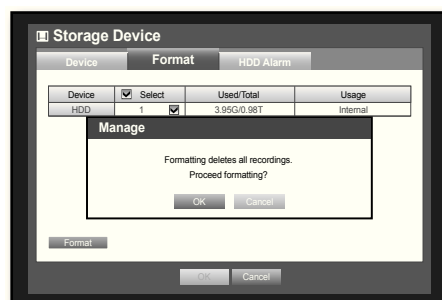 Storage Device
Device Format HDD Alarm
Device Select Used/Total Usage
HDD 1 3.95G/0.98T Internal
Manage
Formatting deletes all recordings.
Proceed formatting?
OK Cancel
Format
OK Cancel